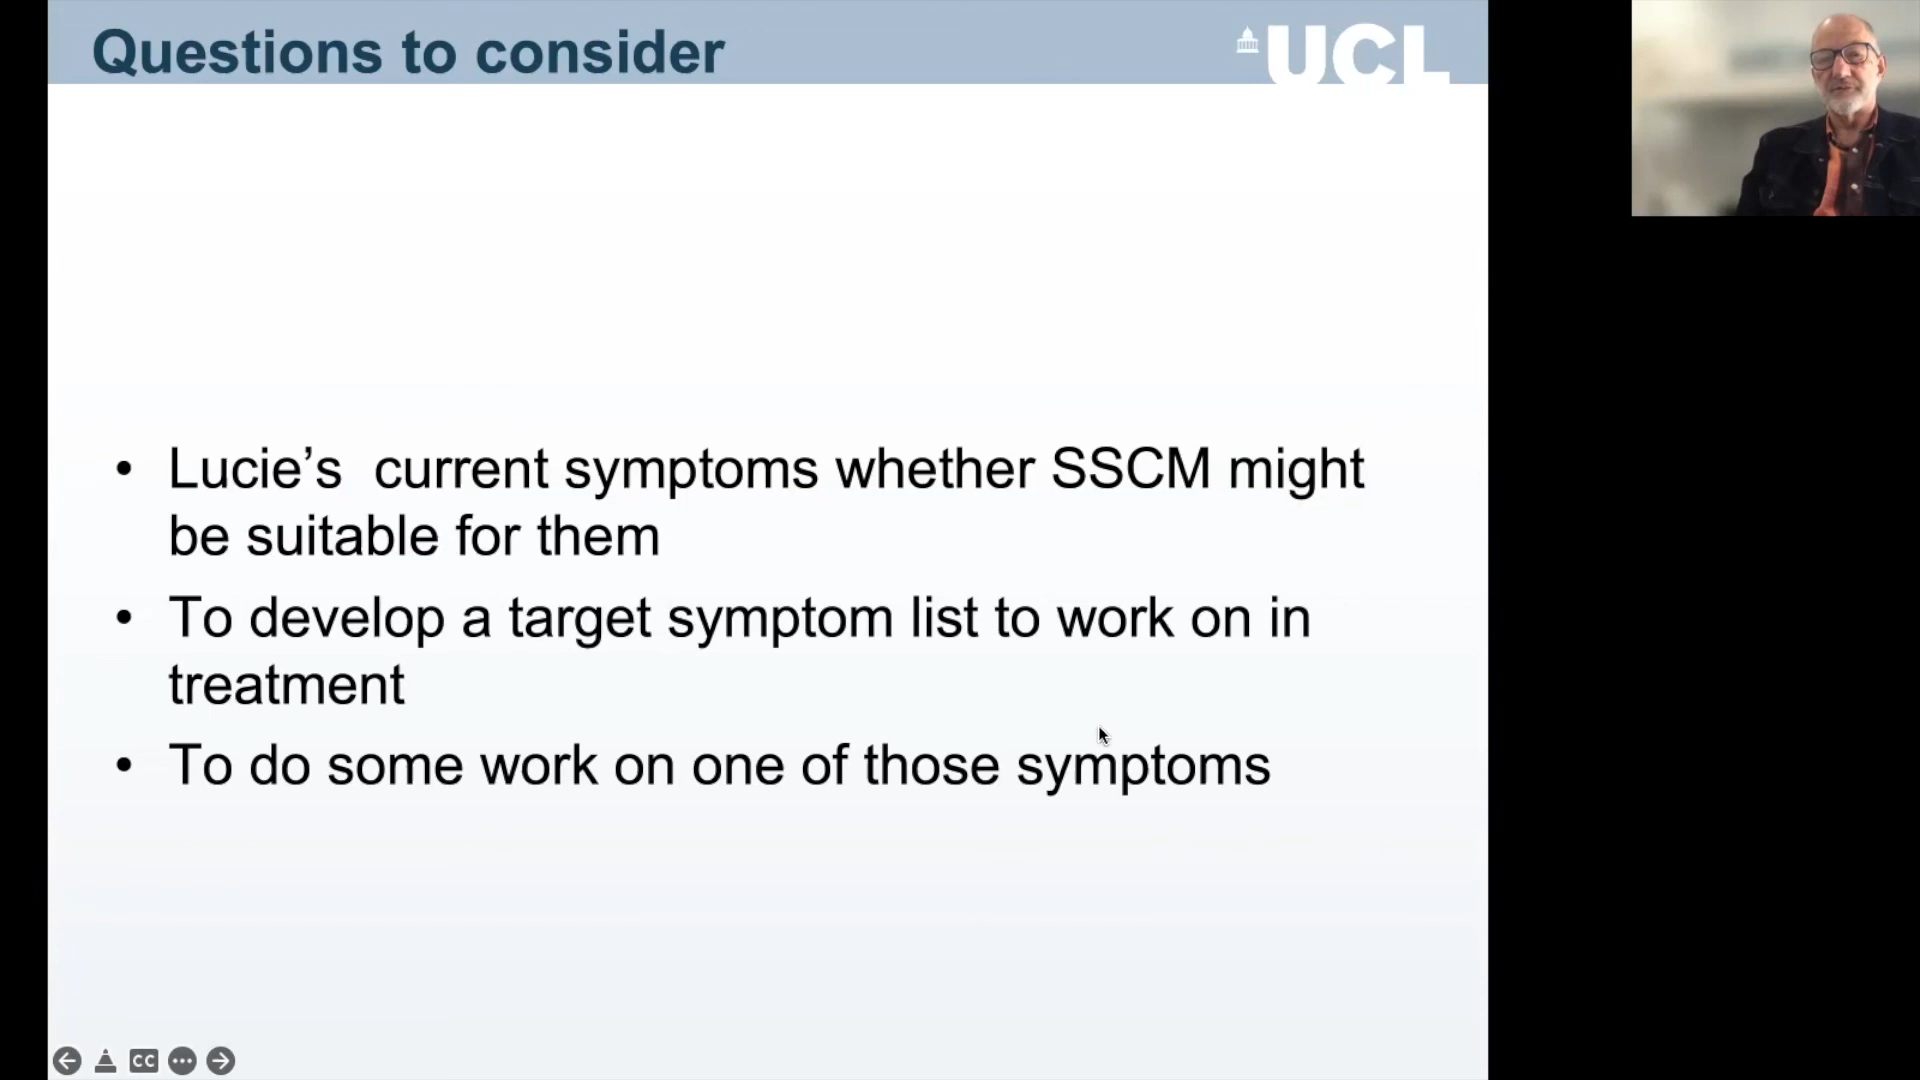 Questions to consider
UCL
• Lucie’s  current symptoms whether SSCM might
be suitable for them
• To develop a target symptom list to work on in
treatment
• To do some work on one of those symptoms
CC